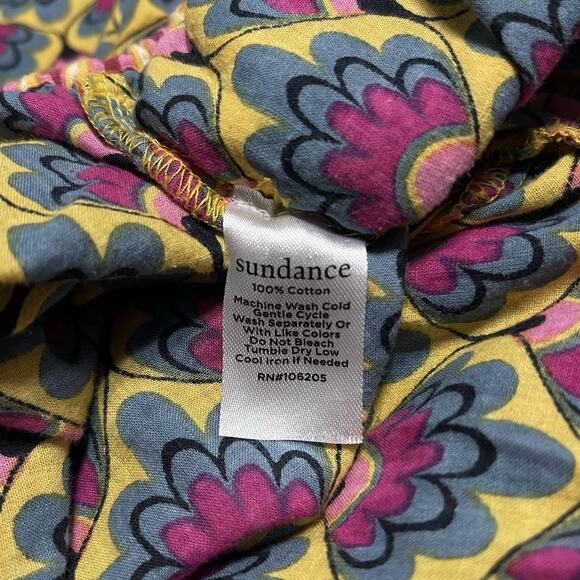 sundance
100% Cotton
Machine Wash Cold
Gentle Cycle
Wash Separately Or
With Like Colors
Do Not Bleach
Tumble Dry Low
Cool Iron If Needed
RN#106205